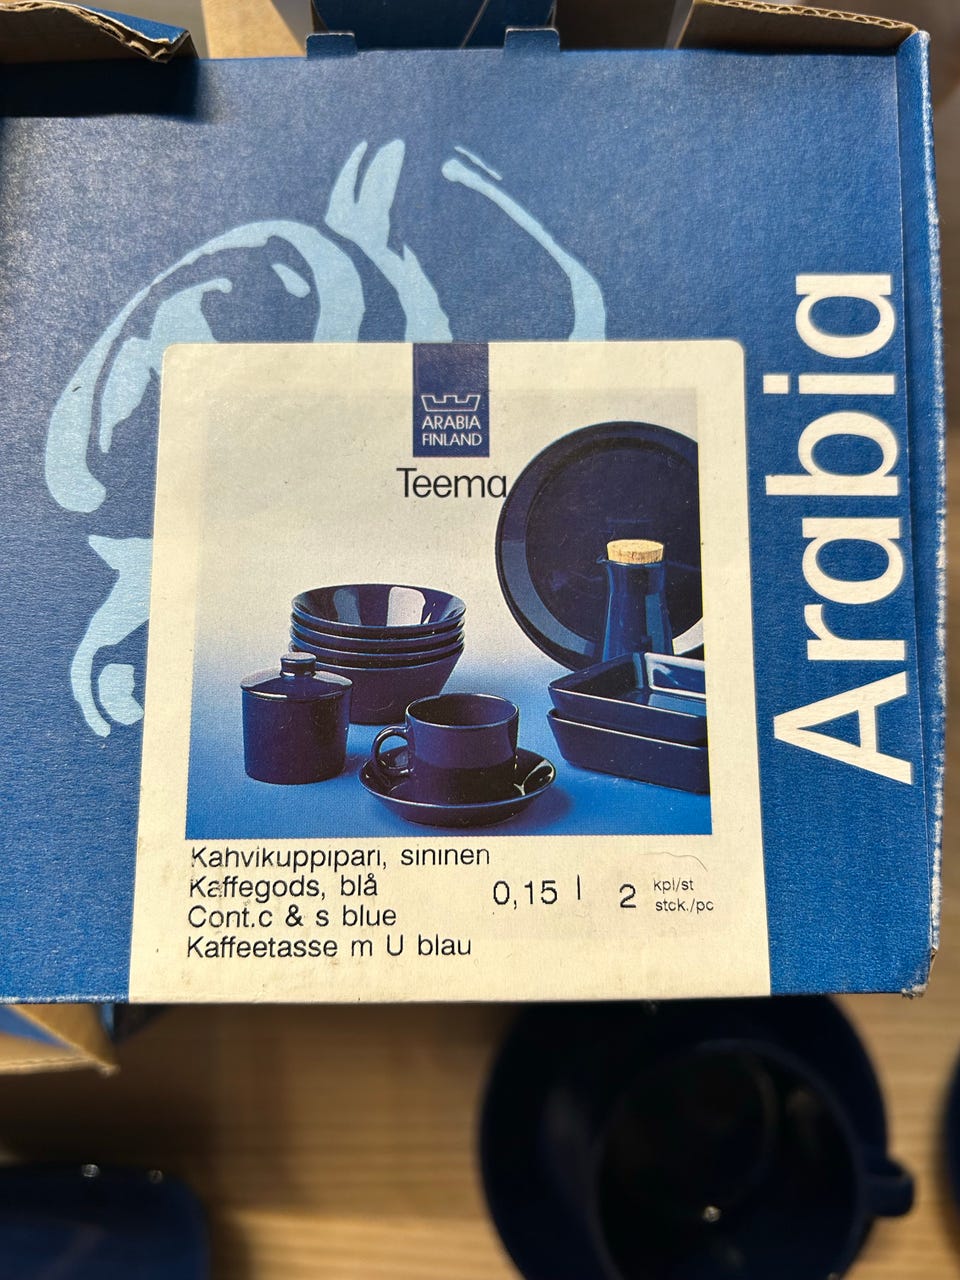 ARABIA
FINLAND
Teema
Arabia
Kahvikuppipari, sininen
Kaffegods, blå
Cont.c & s blue
Kaffeetasse m U blau
0,15 l
2 kpl/st
stck./pc